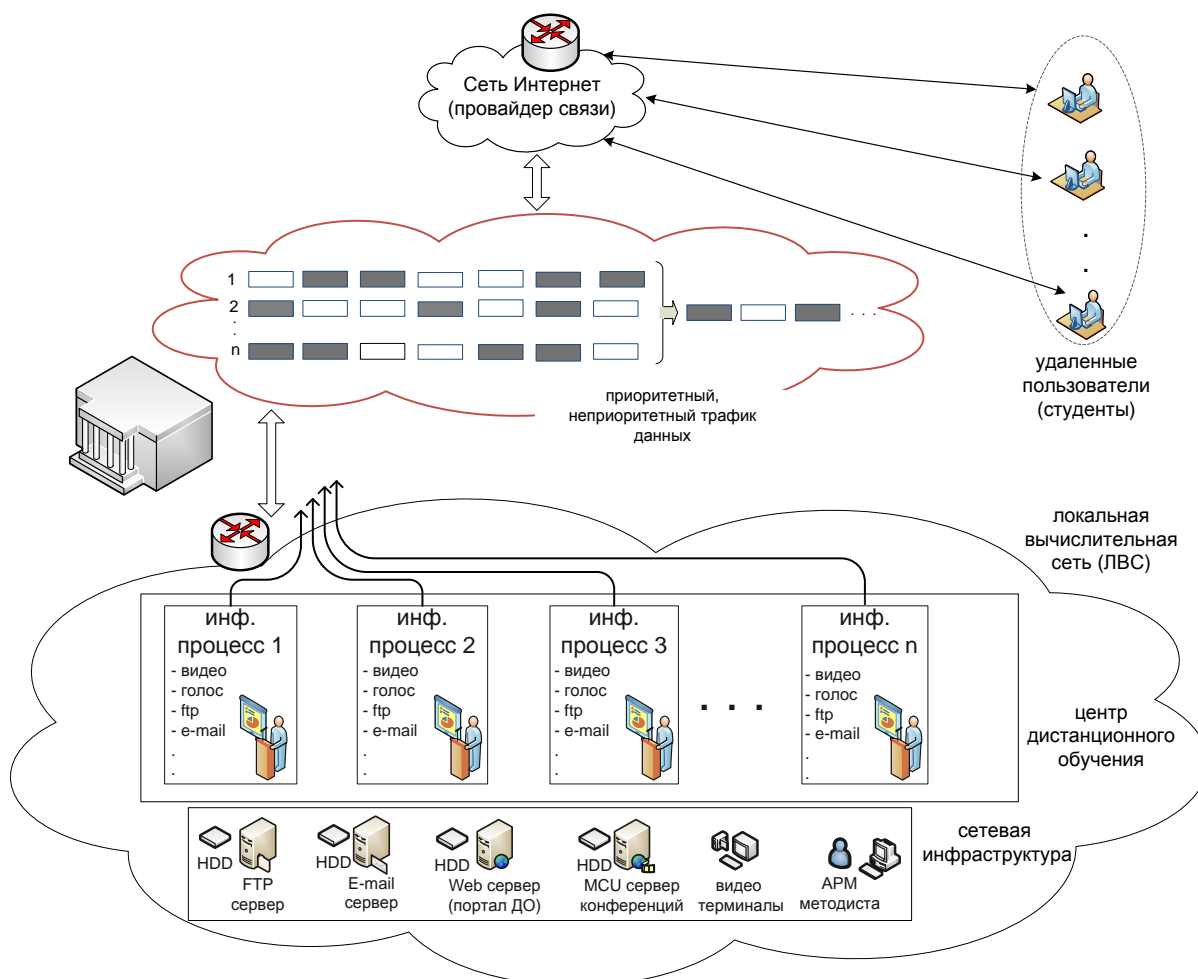 Сеть Интернет
(провайдер связи)
1
2
.
.
n
. . .
приоритетный,
неприоритетный трафик
данных
.
.
удаленные
пользователи
(студенты)
локальная
вычислительная
сеть (ЛВС)
инф.
процесс 1
- видео
- голос
- ftp
- e-mail
.
.
инф.
процесс 2
- видео
- голос
- ftp
- e-mail
.
.
инф.
процесс 3
- видео
- голос
- ftp
- e-mail
.
.
. . .
инф.
процесс n
- видео
- голос
- ftp
- e-mail
.
.
центр
дистанционного
обучения
HDD
FTP
сервер
HDD
E-mail
сервер
HDD
Web сервер
(портал ДО)
HDD
MCU сервер
конференций
видео
терминалы
АРМ
методиста
сетевая
инфраструктура